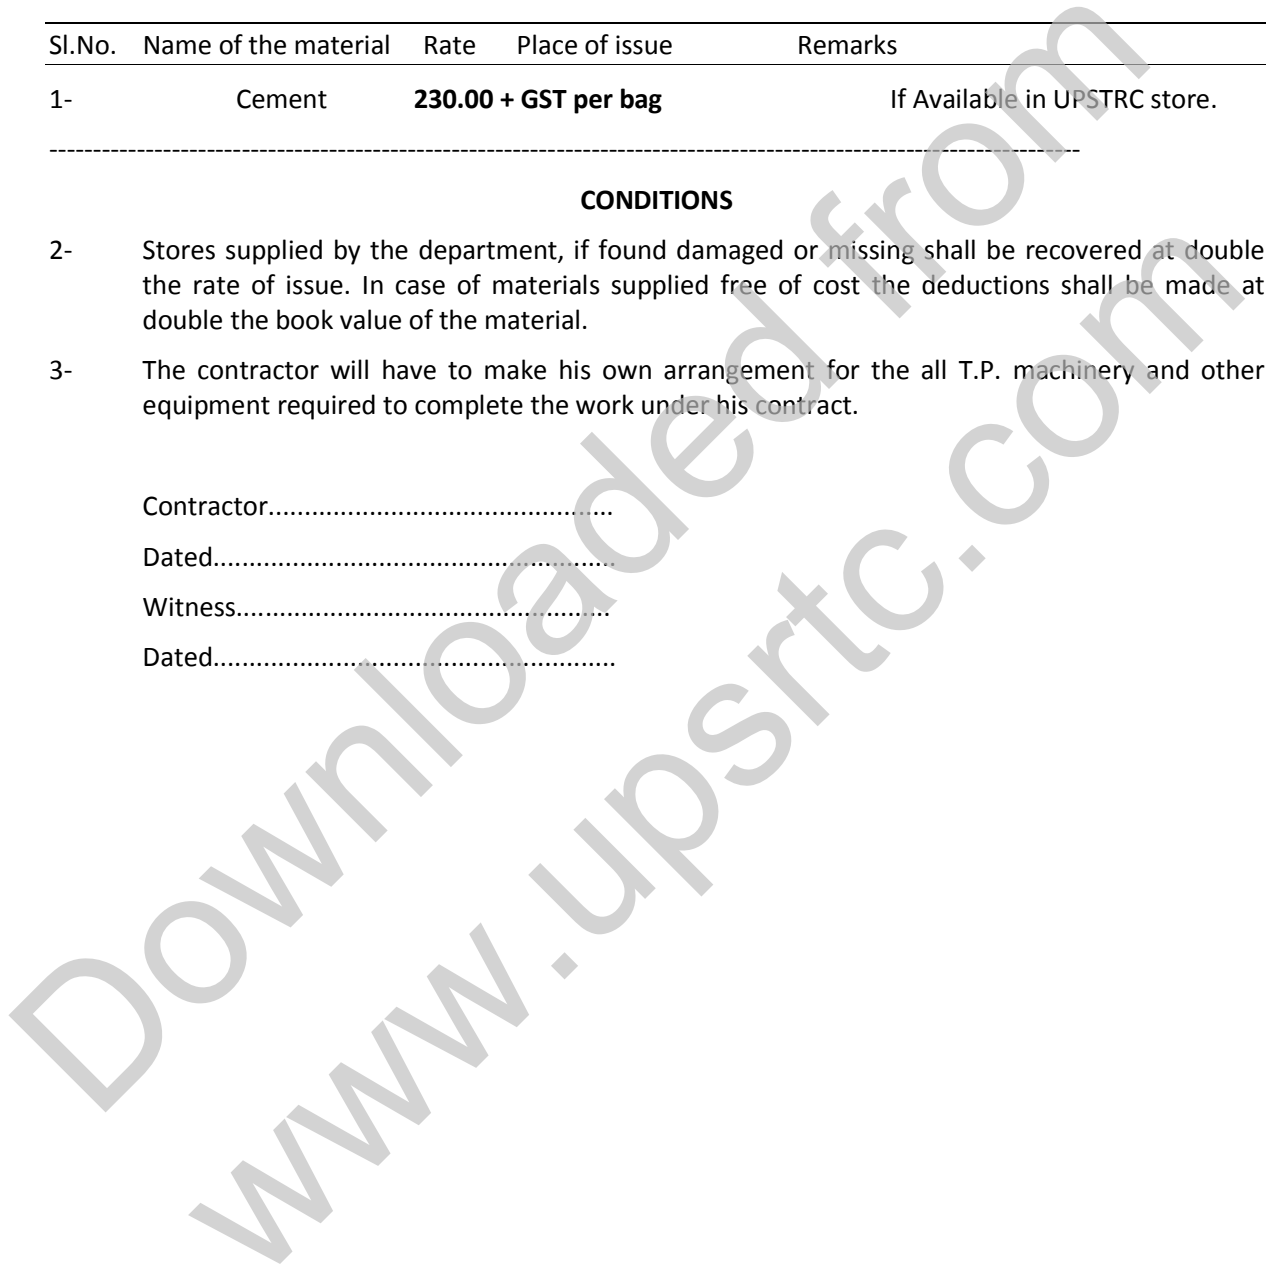 Sl.No. Name of the material Rate Place of issue Remarks
1- Cement 230.00 + GST per bag If Available in UPSTRC store.
---------------------------------------------------------------------------------------------------------------------
CONDITIONS
2- Stores supplied by the department, if found damaged or missing shall be recovered at double
the rate of issue. In case of materials supplied free of cost the deductions shall be made at
double the book value of the material.
3- The contractor will have to make his own arrangement for the all T.P. machinery and other
equipment required to complete the work under his contract.
Contractor...............................................
Dated.......................................................
Witness...................................................
Dated.......................................................
Downloaded from
www.upsrtc.com